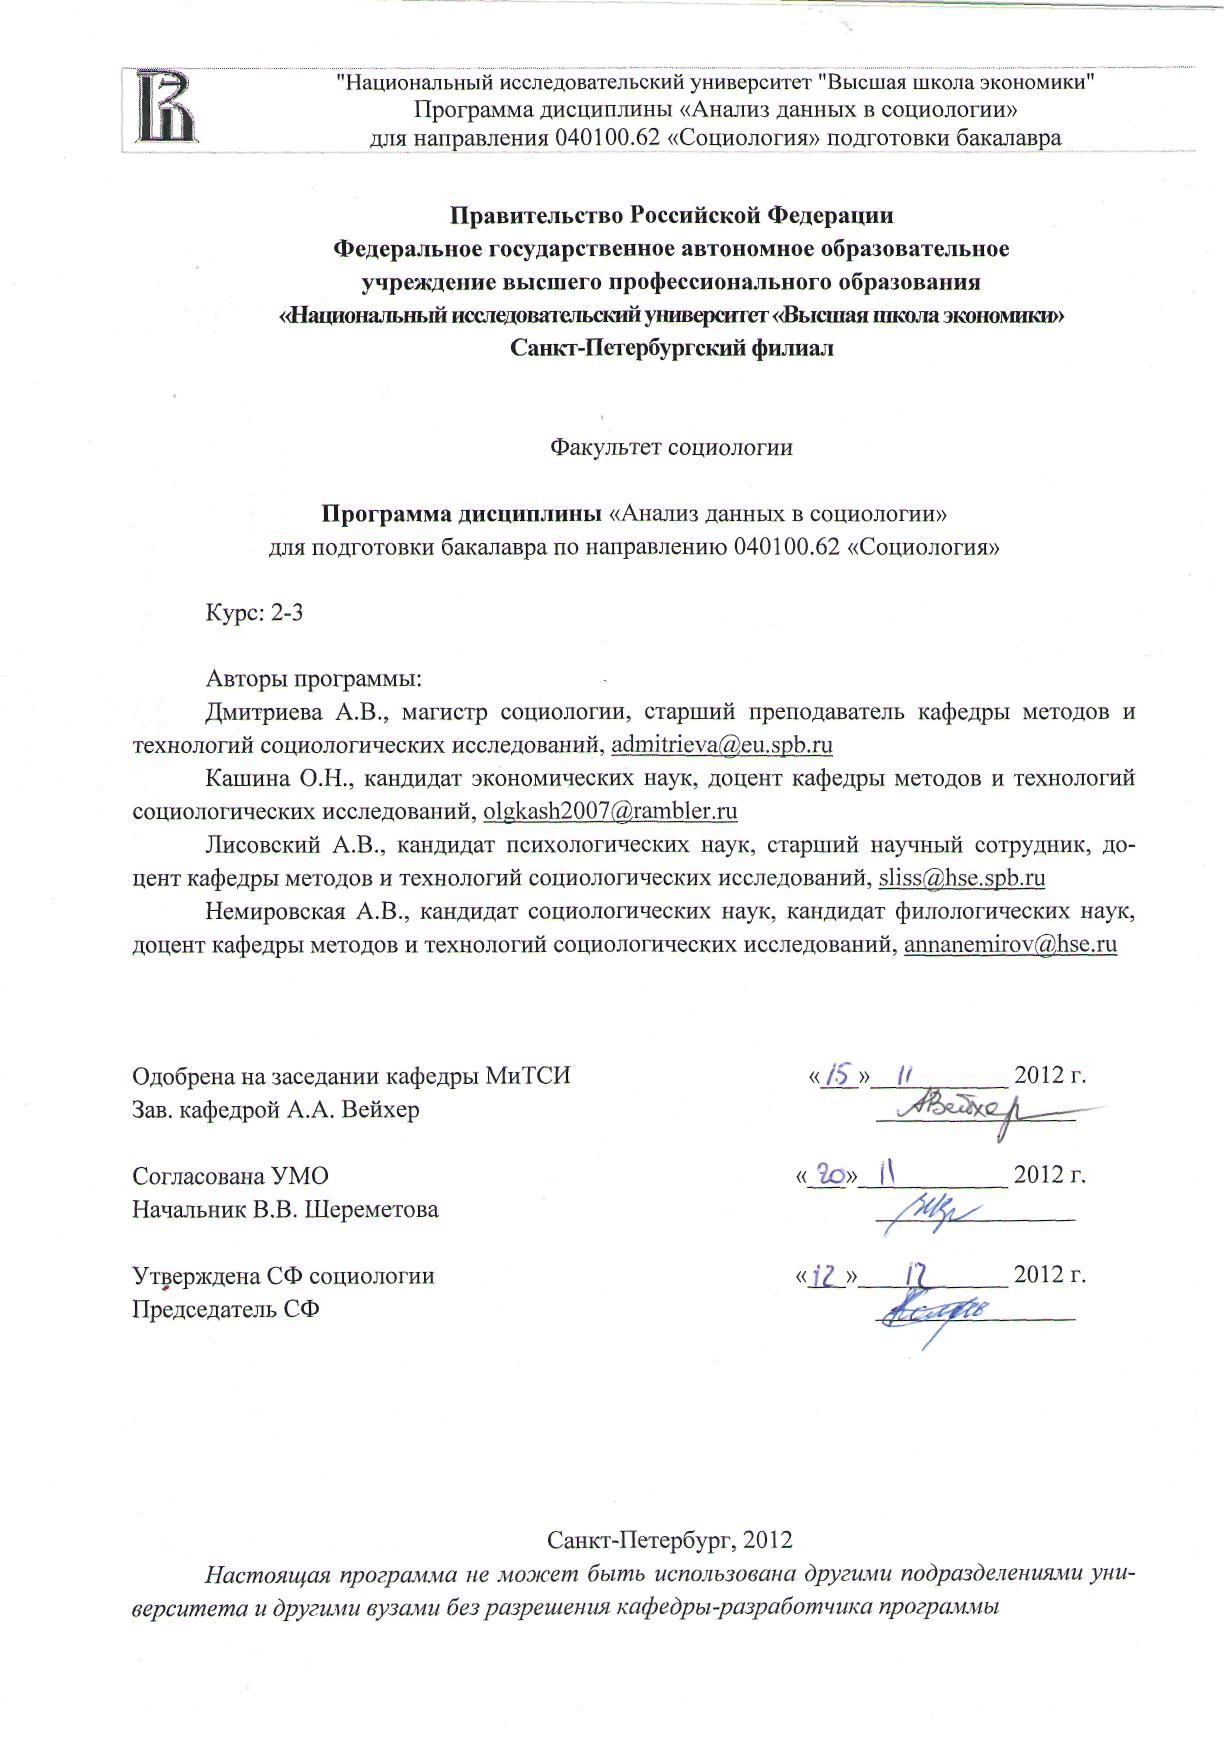 "Национальный исследовательский университет "Высшая школа экономики"
Программа дисциплины «Анализ данных в социологии»
для направления 040100.62 «Социология» подготовки бакалавра
Правительство Российской Федерации
Федеральное государственное автономное образовательное
учреждение высшего профессионального образования
«Национальный исследовательский университет «Высшая школа экономики»
Санкт-Петербургский филиал
Факультет социологии
Программа дисциплины «Анализ данных в социологии»
для подготовки бакалавра по направлению 040100.62 «Социология»
Курс: 2-3
Авторы программы:
Дмитриева А.В., магистр социологии, старший преподаватель кафедры методов и
технологий социологических исследований, admitrieva@eu.spb.ru
Кашина О.Н., кандидат экономических наук, доцент кафедры методов и технологий
социологических исследований, olgkash2007@rambler.ru
Лисовский А.В., кандидат психологических наук, старший научный сотрудник, до-
цент кафедры методов и технологий социологических исследований, sliss@hse.spb.ru
Немировская А.В., кандидат социологических наук, кандидат филологических наук,
доцент кафедры методов и технологий социологических исследований, annanemirov@hse.ru
Одобрена на заседании кафедры МиТСИ «15» 11 2012 г.
Зав. кафедрой А.А. Вейхер АВейхер
Согласована УМО «20» 11 2012 г.
Начальник В.В. Шереметова
Утверждена СФ социологии «12» 12 2012 г.
Председатель СФ
Санкт-Петербург, 2012
Настоящая программа не может быть использована другими подразделениями уни-
верситета и другими вузами без разрешения кафедры-разработчика программы